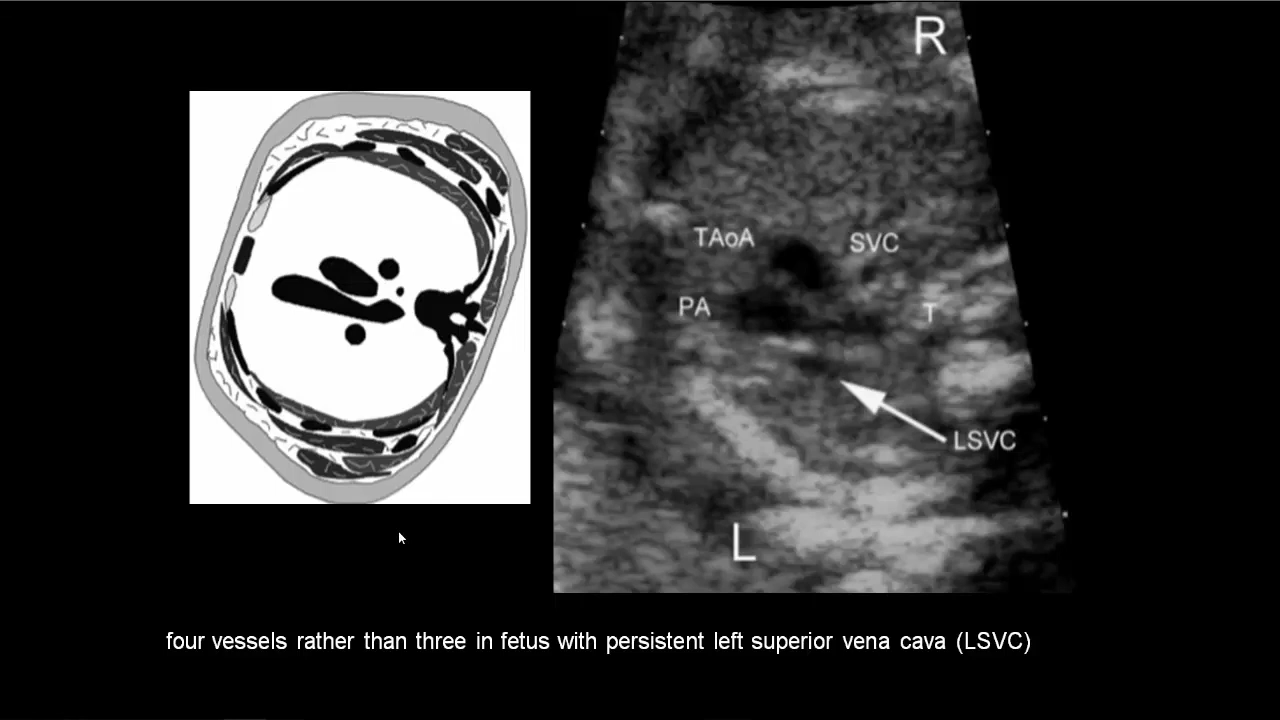 R
TAoA
SVC
PA
T
LSVC
L
four vessels rather than three in fetus with persistent left superior vena cava (LSVC)